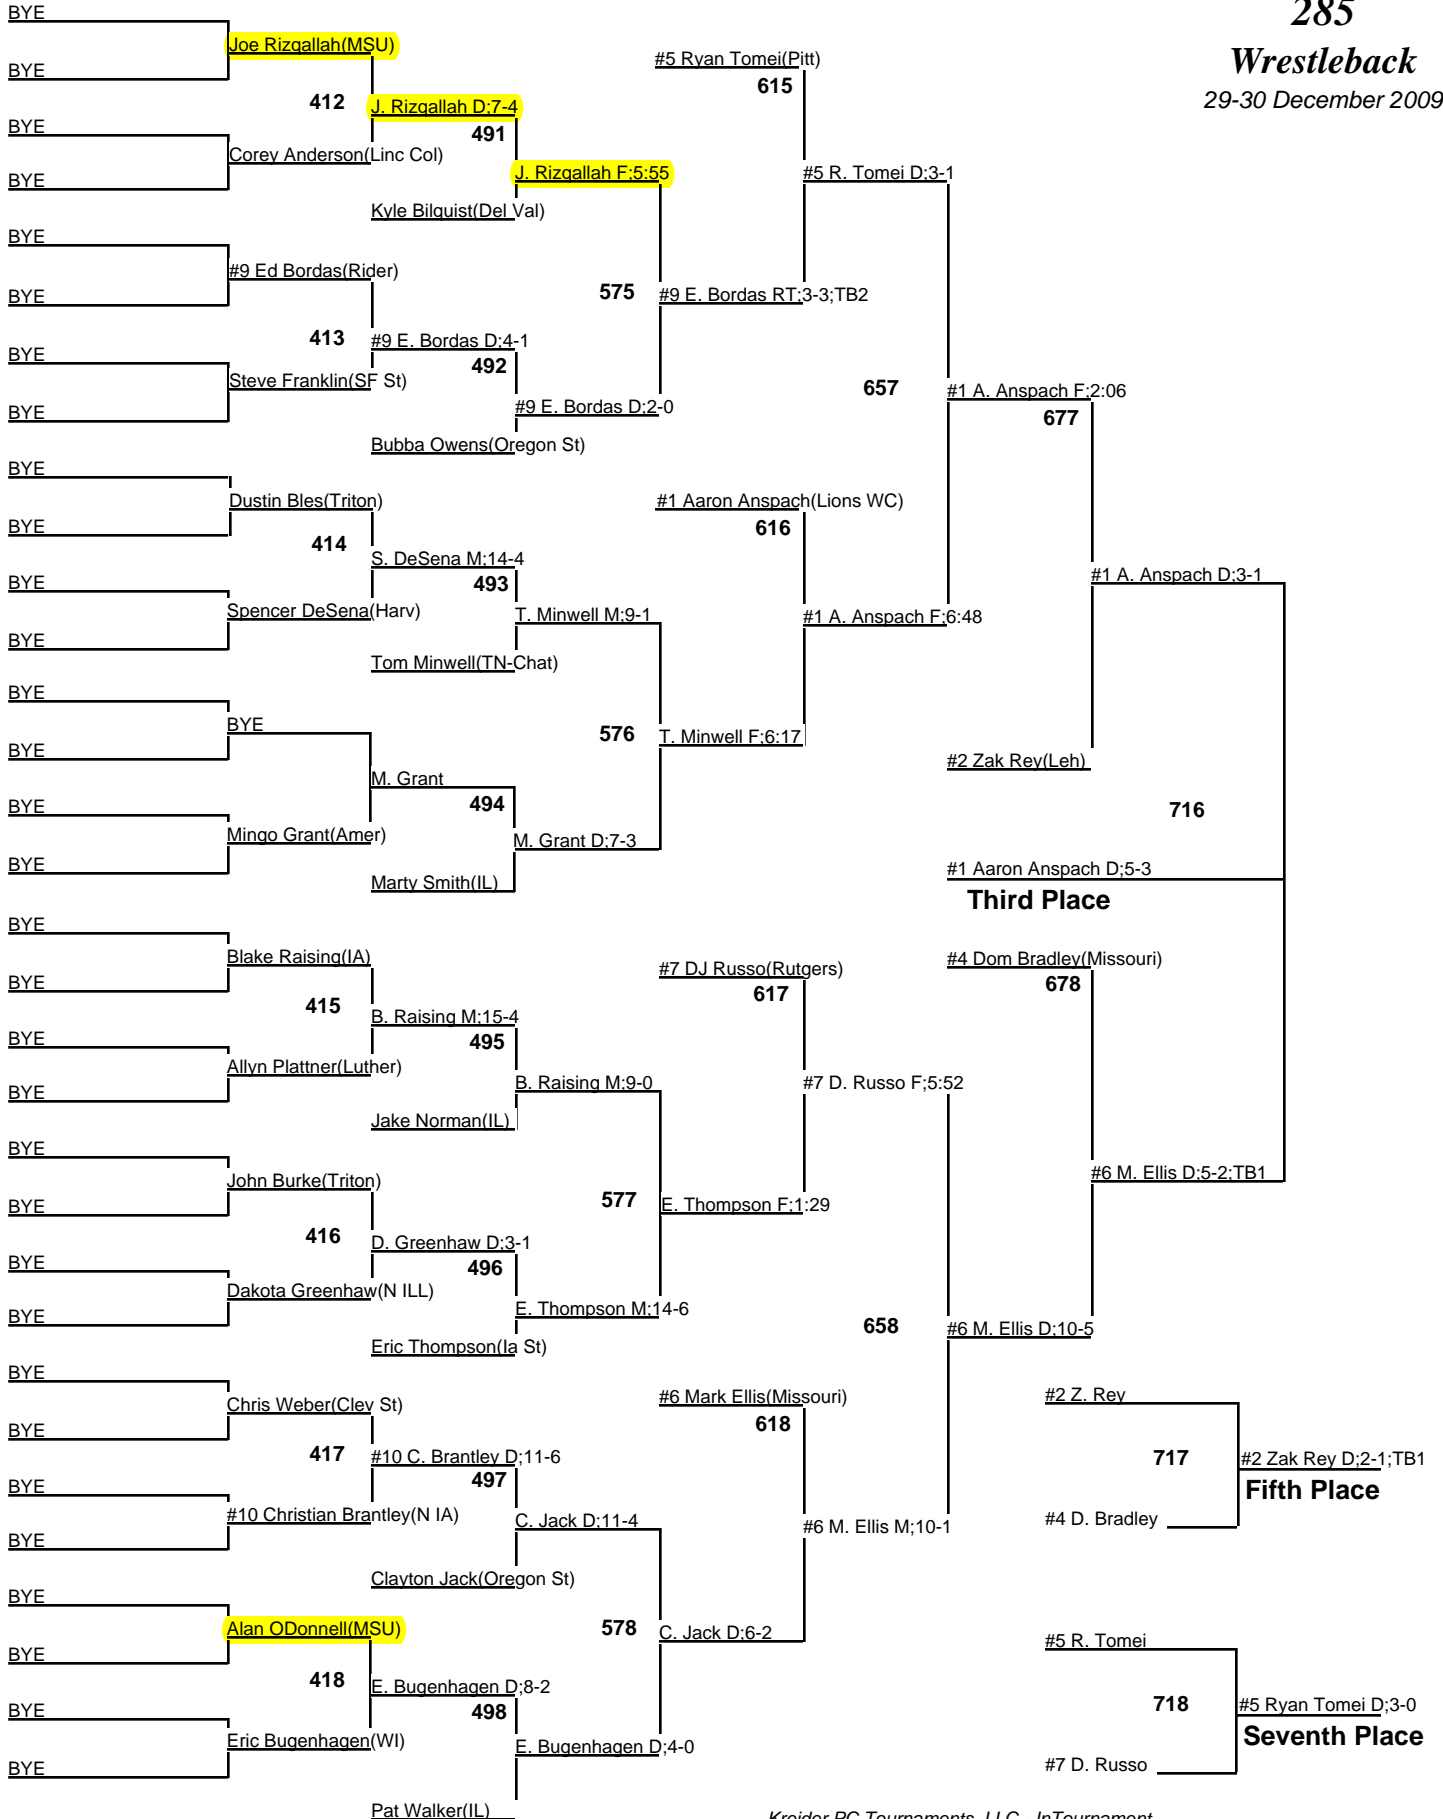 BYE
285
Joe Rizqallah(MSU)
#5 Ryan Tomei(Pitt)
Wrestleback
BYE
615
29-30 December 2009
412
J. Rizqallah D;7-4
BYE
491
Corey Anderson(Linc Col)
J. Rizqallah F;5:55
#5 R. Tomei D;3-1
BYE
Kyle Bilquist(Del Val)
BYE
#9 Ed Bordas(Rider)
BYE
575
#9 E. Bordas RT;3-3;TB2
413
#9 E. Bordas D;4-1
BYE
492
Steve Franklin(SF St)
657
#1 A. Anspach F;2:06
BYE
#9 E. Bordas D;2-0
677
Bubba Owens(Oregon St)
BYE
Dustin Bles(Triton)
#1 Aaron Anspach(Lions WC)
BYE
616
414
S. DeSena M;14-4
BYE
493
#1 A. Anspach D;3-1
Spencer DeSena(Harv)
T. Minwell M;9-1
#1 A. Anspach F;6:48
BYE
Tom Minwell(TN-Chat)
BYE
BYE
576
T. Minwell F;6:17
BYE
#2 Zak Rey(Leh)
M. Grant
BYE
494
716
Mingo Grant(Amer)
M. Grant D;7-3
BYE
#1 Aaron Anspach D;5-3
Marty Smith(IL)
Third Place
BYE
Blake Raising(IA)
#4 Dom Bradley(Missouri)
BYE
#7 DJ Russo(Rutgers)
678
617
415
B. Raising M;15-4
BYE
495
Allyn Plattner(Luther)
B. Raising M;9-0
#7 D. Russo F;5:52
BYE
Jake Norman(IL)
BYE
John Burke(Triton)
#6 M. Ellis D;5-2;TB1
BYE
577
E. Thompson F;1:29
416
D. Greenhaw D;3-1
BYE
496
Dakota Greenhaw(N ILL)
E. Thompson M;14-6
BYE
658
#6 M. Ellis D;10-5
Eric Thompson(Ia St)
BYE
Chris Weber(Clev St)
#6 Mark Ellis(Missouri)
#2 Z. Rey
BYE
618
417
#10 C. Brantley D;11-6
717
#2 Zak Rey D;2-1;TB1
BYE
497
Fifth Place
#10 Christian Brantley(N IA)
C. Jack D;11-4
#6 M. Ellis M;10-1
#4 D. Bradley
BYE
Clayton Jack(Oregon St)
BYE
Alan ODonnell(MSU)
578
C. Jack D;6-2
#5 R. Tomei
BYE
418
E. Bugenhagen D;8-2
BYE
498
718
#5 Ryan Tomei D;3-0
Eric Bugenhagen(WI)
E. Bugenhagen D;4-0
Seventh Place
BYE
#7 D. Russo
Pat Walker(IL)
Kreider PC Tournaments, LLC - InTournament